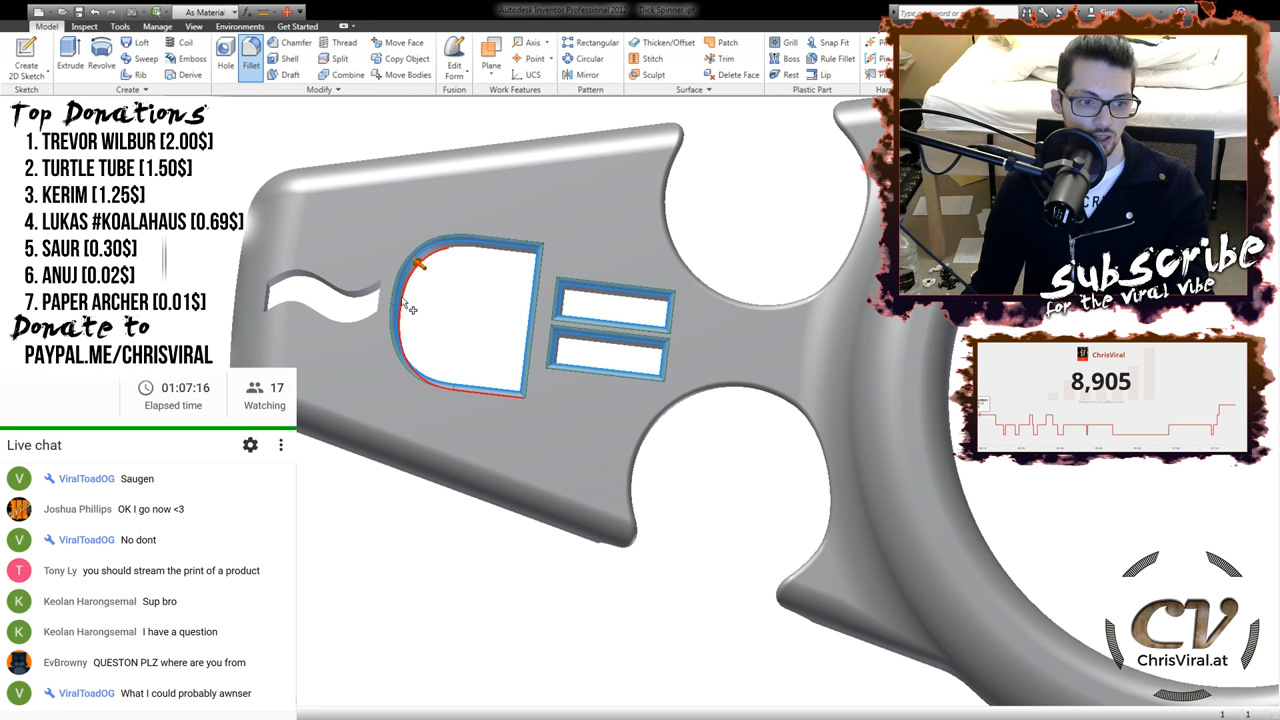 As Material
Autodesk Inventor Professional 2012
Dick Spinner.ipt
Model Inspect Tools Manage View Environments Get Started
Create
2D Sketch
Extrude
Revolve
Loft
Sweep
Rib
Coil
Emboss
Derive
Hole
Fillet
Chamfer
Shell
Draft
Thread
Split
Combine
Move Face
Copy Object
Move Bodies
Edit
Form
Plane
Axis
Point
UCS
Rectangular
Circular
Mirror
Thicken/Offset
Stitch
Sculpt
Patch
Trim
Delete Face
Grill
Boss
Rest
Snap Fit
Rule Fillet
Lip
Sketch Create Modify Fusion Work Features Pattern Surface Plastic Part
Top Donations
1. TREVOR WILBUR [2.00$]
2. TURTLE TUBE [1.50$]
3. KERIM [1.25$]
4. LUKAS #KOALAHAUS [0.69$]
5. SAUR [0.30$]
6. ANUJ [0.02$]
7. PAPER ARCHER [0.01$]
Donate to
PAYPAL.ME/CHRISVIRAL
01:07:16
Elapsed time
17
Watching
Live chat
V ViralToadOG Saugen
Joshua Phillips OK I go now <3
V ViralToadOG No dont
T Tony Ly you should stream the print of a product
K Keolan Harongsemal Sup bro
K Keolan Harongsemal I have a question
EvBrowny QUESTON PLZ where are you from
V ViralToadOG What I could probably awnser
Subscribe
for the viral vibe
ChrisViral
8,905
CV
ChrisViral.at
1 1